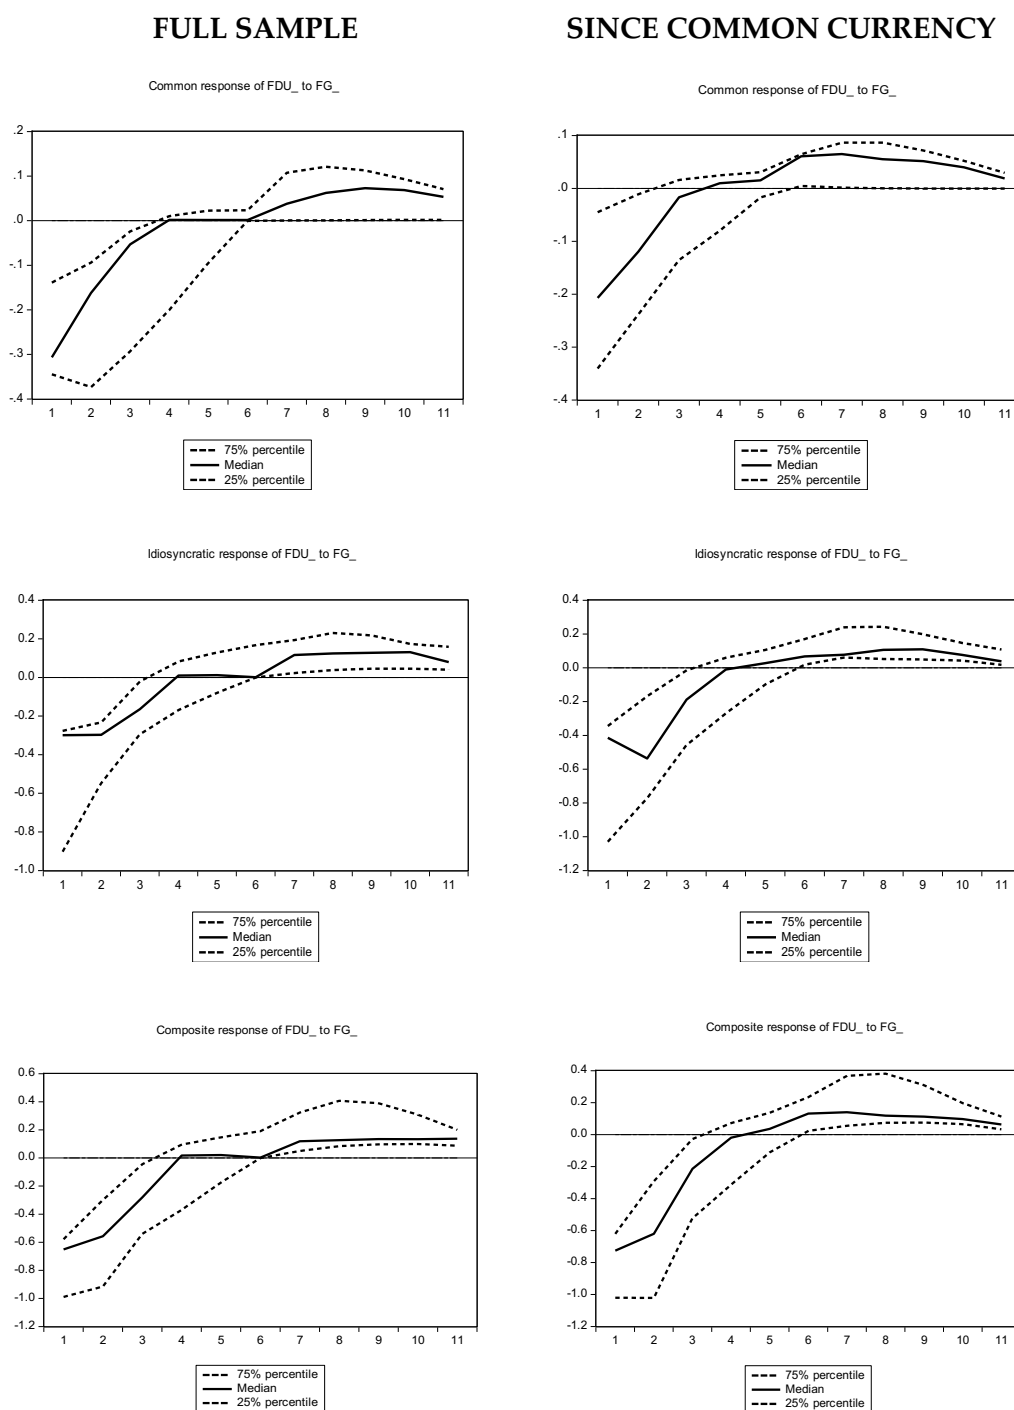 FULL SAMPLE
SINCE COMMON CURRENCY
Common response of FDU_ to FG_
.2
.1
.0
-.1
-.2
-.3
-.4
1 2 3 4 5 6 7 8 9 10 11
75% percentile
Median
25% percentile
Common response of FDU_ to FG_
.1
.0
-.1
-.2
-.3
-.4
1 2 3 4 5 6 7 8 9 10 11
75% percentile
Median
25% percentile
Idiosyncratic response of FDU_ to FG_
0.4
0.2
0.0
-0.2
-0.4
-0.6
-0.8
-1.0
1 2 3 4 5 6 7 8 9 10 11
75% percentile
Median
25% percentile
Idiosyncratic response of FDU_ to FG_
0.4
0.2
0.0
-0.2
-0.4
-0.6
-0.8
-1.0
-1.2
1 2 3 4 5 6 7 8 9 10 11
75% percentile
Median
25% percentile
Composite response of FDU_ to FG_
0.6
0.4
0.2
0.0
-0.2
-0.4
-0.6
-0.8
-1.0
-1.2
1 2 3 4 5 6 7 8 9 10 11
75% percentile
Median
25% percentile
Composite response of FDU_ to FG_
0.4
0.2
0.0
-0.2
-0.4
-0.6
-0.8
-1.0
-1.2
1 2 3 4 5 6 7 8 9 10 11
75% percentile
Median
25% percentile